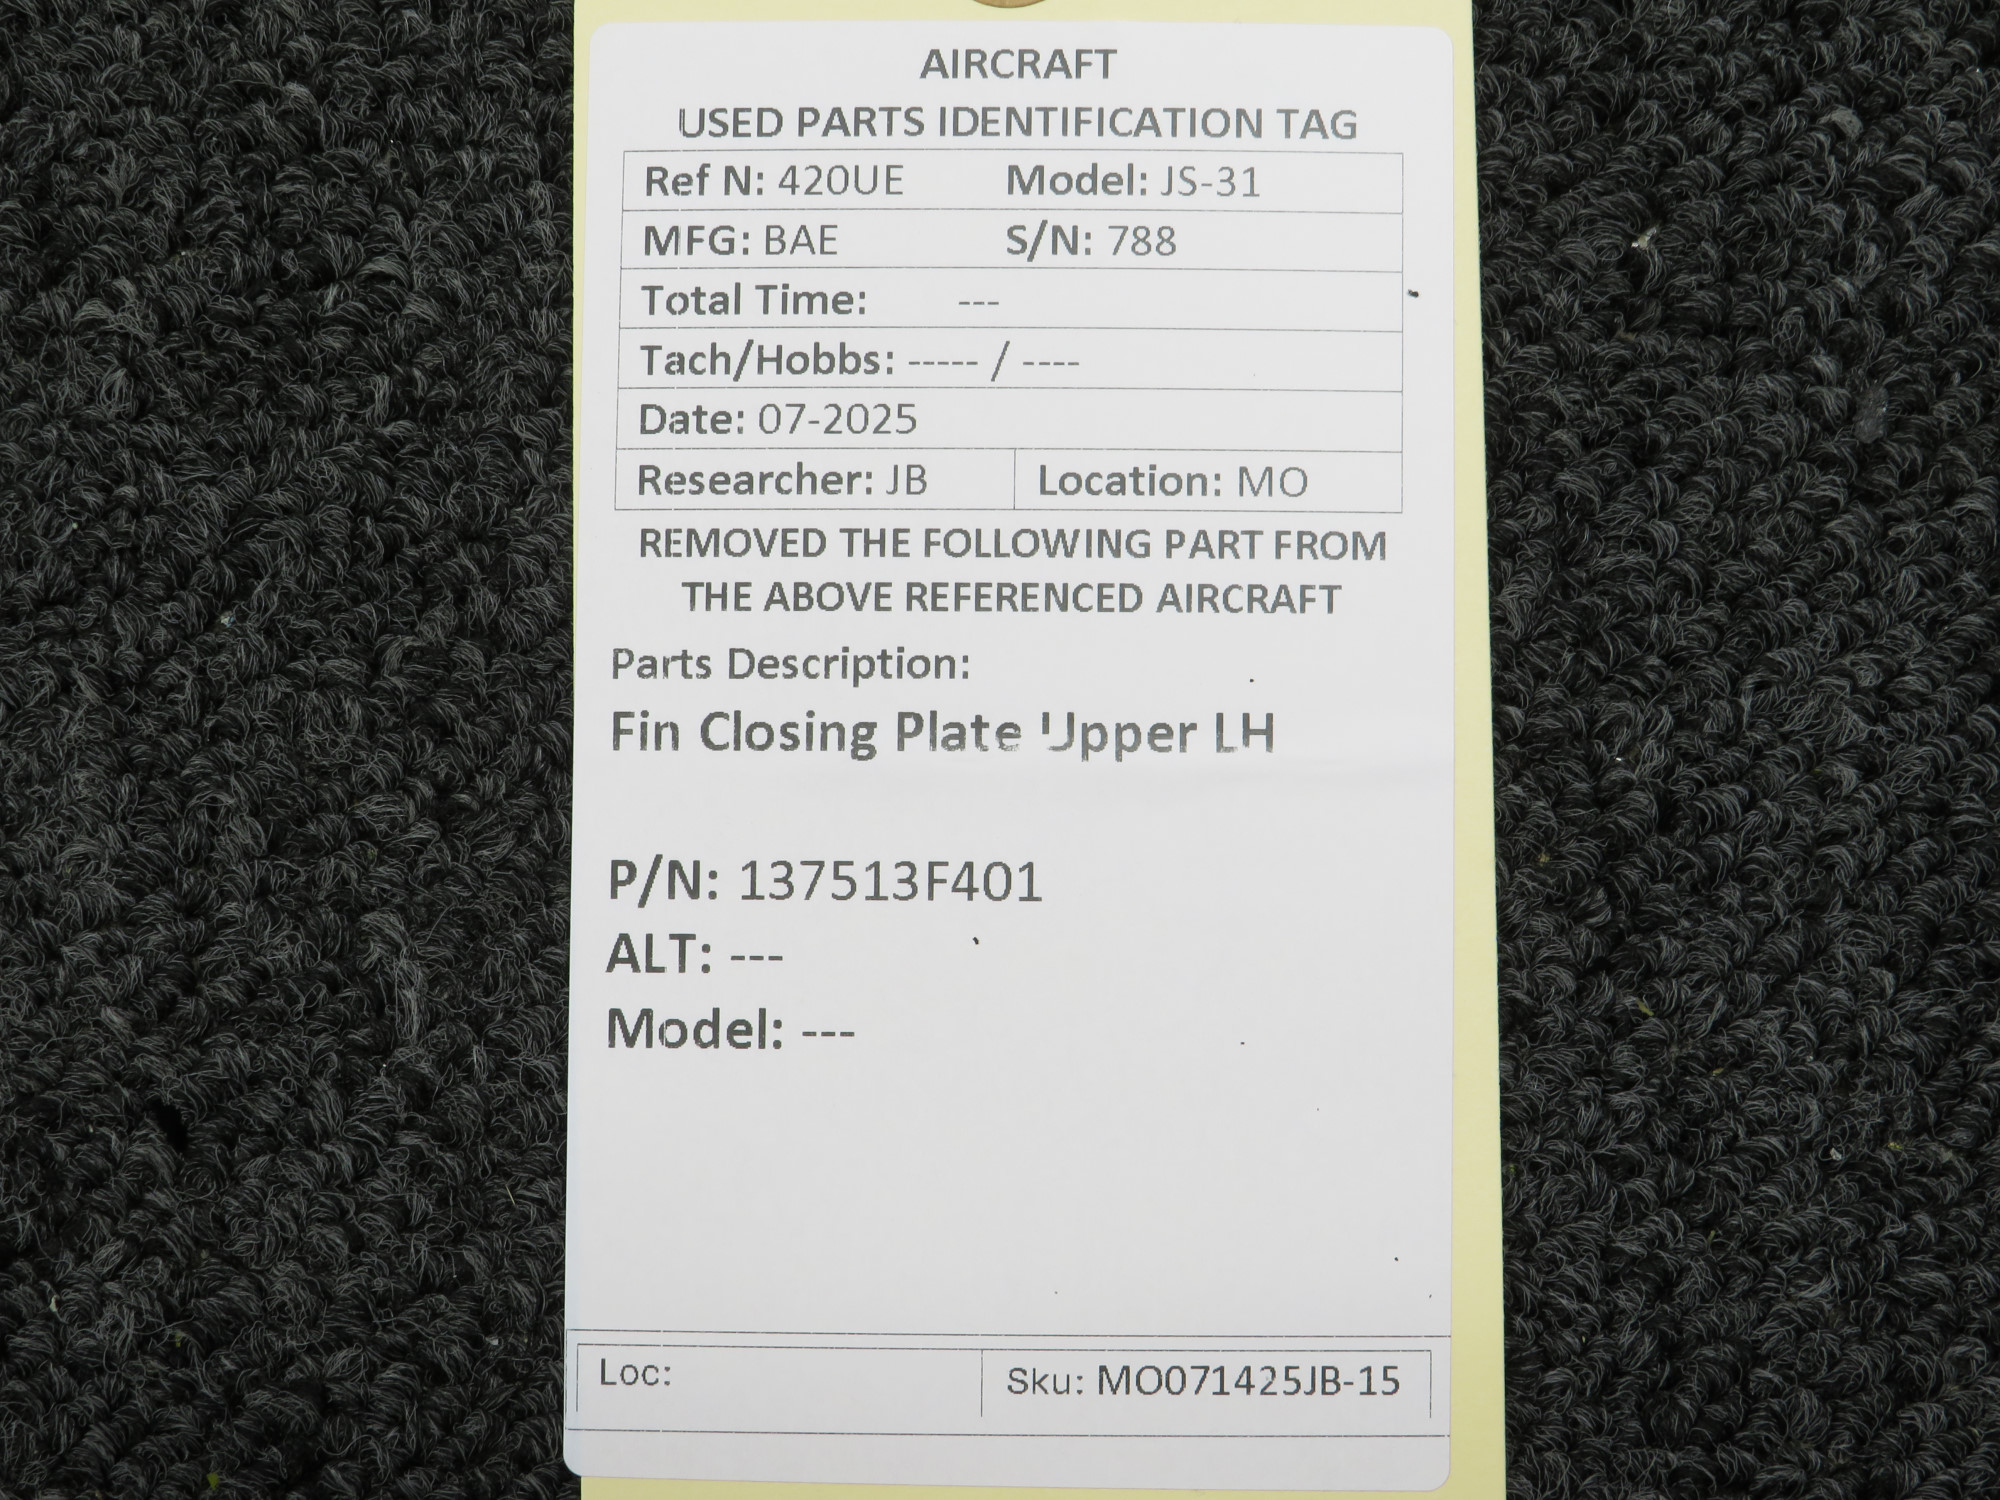 AIRCRAFT
USED PARTS IDENTIFICATION TAG
Ref N: 420UE Model: JS-31
MFG: BAE S/N: 788
Total Time: ---
Tach/Hobbs: ----- / ----
Date: 07-2025
Researcher: JB Location: MO
REMOVED THE FOLLOWING PART FROM
THE ABOVE REFERENCED AIRCRAFT
Parts Description:
Fin Closing Plate Upper LH
P/N: 137513F401
ALT: ---
Model: ---
Loc: Sku: MO071425JB-15